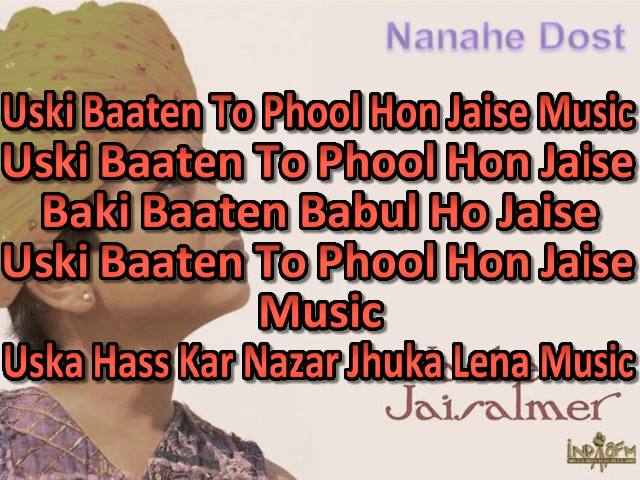 Nanahe Dost
Uski Baaten To Phool Hon Jaise Music
Uski Baaten To Phool Hon Jaise
Baki Baaten Babul Ho Jaise
Uski Baaten To Phool Hon Jaise
Music
Uska Hass Kar Nazar Jhuka Lena Music
Jaisalmer
INDIAFM